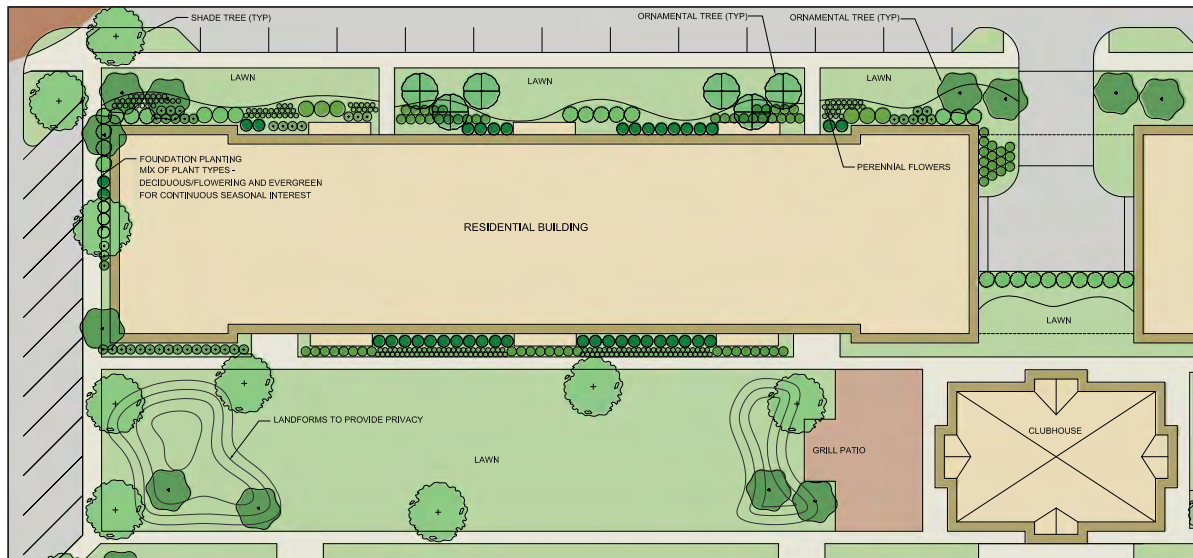 SHADE TREE (TYP)
ORNAMENTAL TREE (TYP)
ORNAMENTAL TREE (TYP)
LAWN
LAWN
LAWN
FOUNDATION PLANTING
MIX OF PLANT TYPES -
DECIDUOUS/FLOWERING AND EVERGREEN
FOR CONTINUOUS SEASONAL INTEREST
PERENNIAL FLOWERS
RESIDENTIAL BUILDING
LAWN
LANDFORMS TO PROVIDE PRIVACY
CLUBHOUSE
GRILL PATIO
LAWN